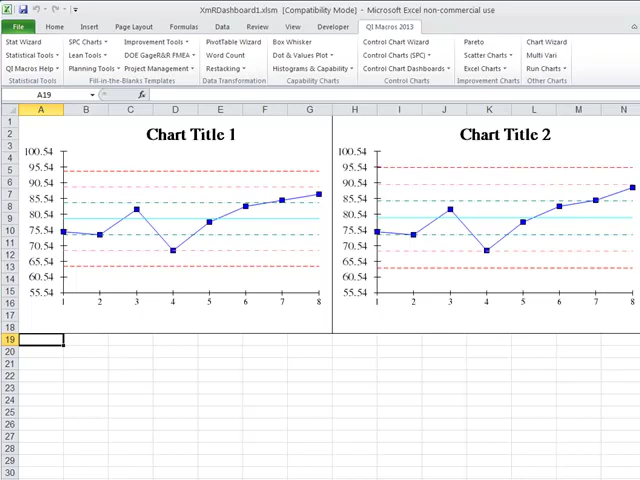 XmRDashboard1.xlsm [Compatibility Mode] - Microsoft Excel non-commercial use
File Home Insert Page Layout Formulas Data Review View Developer QI Macros 2013
Stat Wizard SPC Charts Improvement Tools PivotTable Wizard Box Whisker Control Chart Wizard Pareto Chart Wizard
Statistical Tools Lean Tools DOE GageR&R FMEA Word Count Dot & Values Plot Control Charts (SPC) Scatter Multi Vari
QI Macros Help Planning Tools Project Management Restacking Histograms & Capability Control Chart Dashboards Excel Charts Run Charts
Statistical Tools Fill-in-the-Blanks Templates Data Transformation Capability Charts Control Charts Improvement Charts Other Charts
A19 fx
A B C D E F G H I J K L M N
1
2 Chart Title 1 Chart Title 2
3
4 100.54 100.54
5 95.54 95.54
6 90.54 90.54
7 85.54 85.54
8 80.54 80.54
9 75.54 75.54
10 70.54 70.54
11 65.54 65.54
12 60.54 60.54
13 55.54 55.54
14 1 2 3 4 5 6 7 8 1 2 3 4 5 6 7 8
15
16
17
18
19
20
21
22
23
24
25
26
27
28
29
30